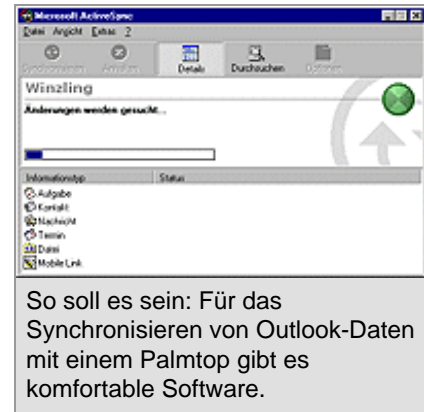 Microsoft ActiveSync
Datei Ansicht Extras ?
Synchronisieren Anhalten Details Durchsuchen Optionen
Winzling
Änderungen werden gesucht...
Informationstyp Status
Aufgabe
Kontakt
Nachricht
Termin
Datei
Mobile Link
So soll es sein: Für das
Synchronisieren von Outlook-Daten
mit einem Palmtop gibt es
komfortable Software.